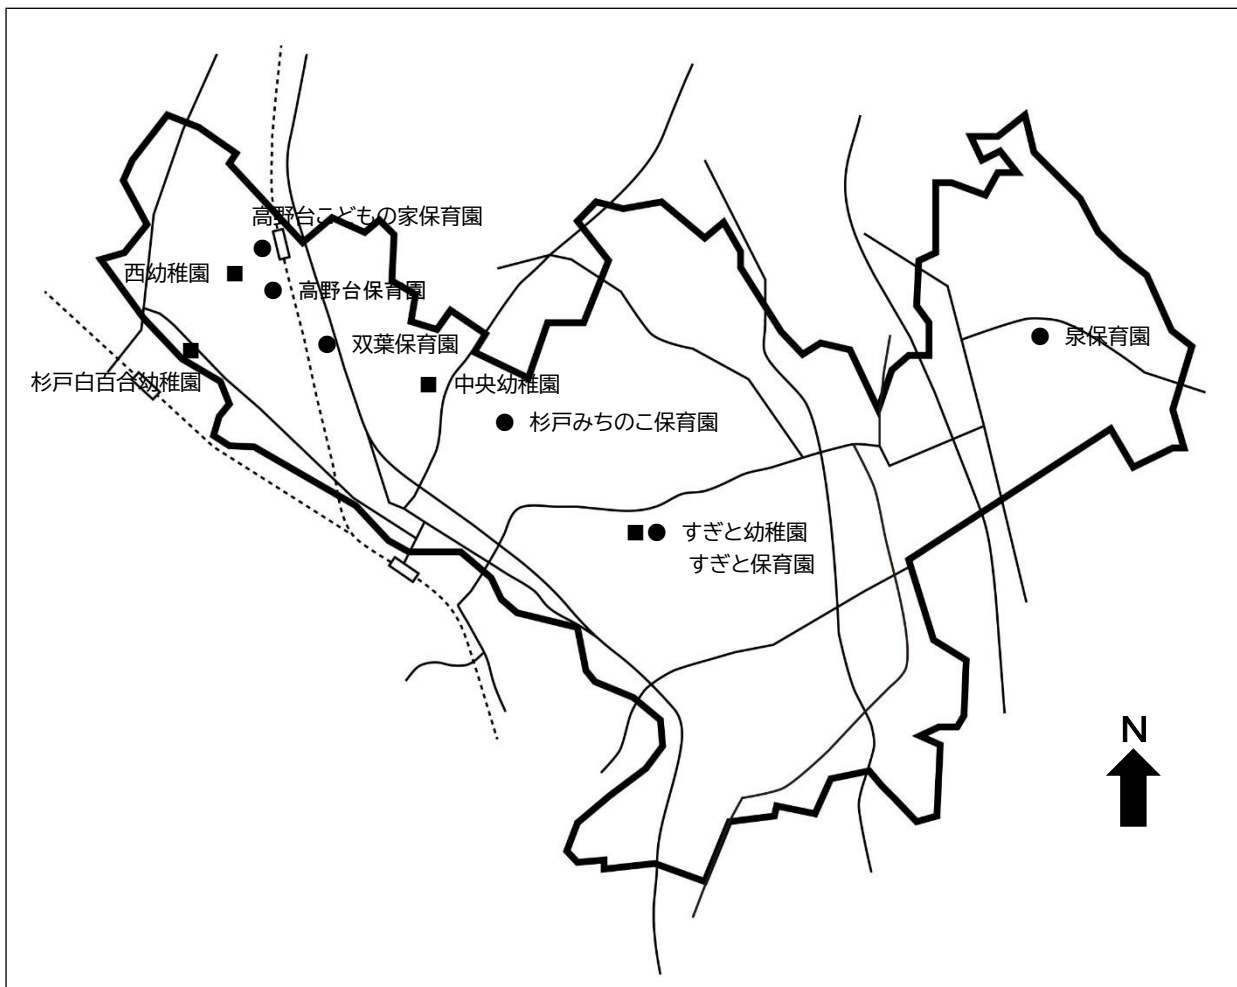 高野台こどもの家保育園
西幼稚園
高野台保育園
双葉保育園
泉保育園
杉戸白百合幼稚園
中央幼稚園
杉戸みちのこ保育園
すぎと幼稚園
すぎと保育園
N